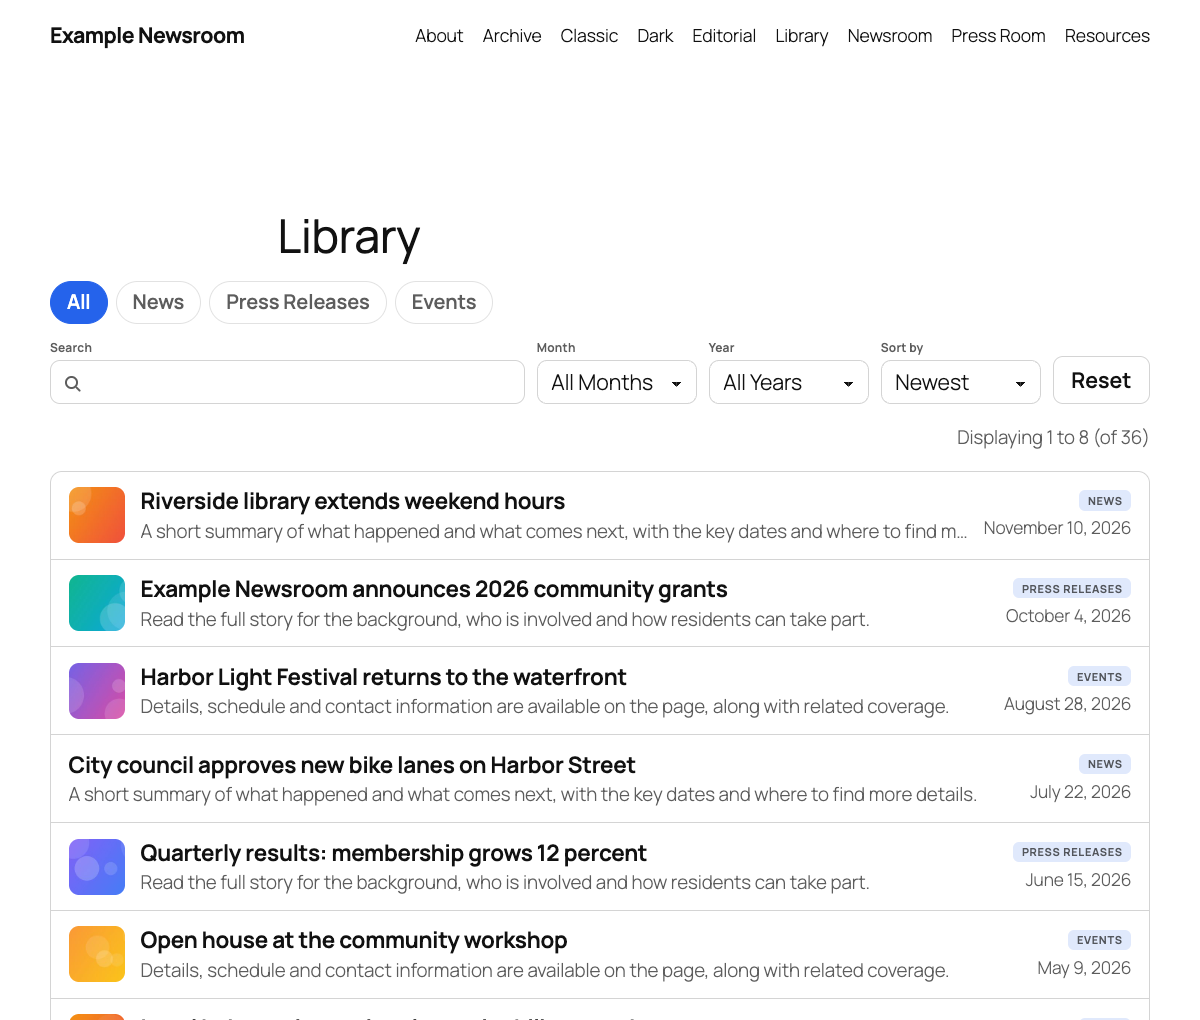 Example Newsroom
About Archive Classic Dark Editorial Library Newsroom Press Room Resources
Library
All News Press Releases Events
Search Month Year Sort by
All Months All Years Newest Reset
Displaying 1 to 8 (of 36)
Riverside library extends weekend hours
NEWS
A short summary of what happened and what comes next, with the key dates and where to find m...
November 10, 2026
Example Newsroom announces 2026 community grants
PRESS RELEASES
Read the full story for the background, who is involved and how residents can take part.
October 4, 2026
Harbor Light Festival returns to the waterfront
EVENTS
Details, schedule and contact information are available on the page, along with related coverage.
August 28, 2026
City council approves new bike lanes on Harbor Street
NEWS
A short summary of what happened and what comes next, with the key dates and where to find more details.
July 22, 2026
Quarterly results: membership grows 12 percent
PRESS RELEASES
Read the full story for the background, who is involved and how residents can take part.
June 15, 2026
Open house at the community workshop
EVENTS
Details, schedule and contact information are available on the page, along with related coverage.
May 9, 2026